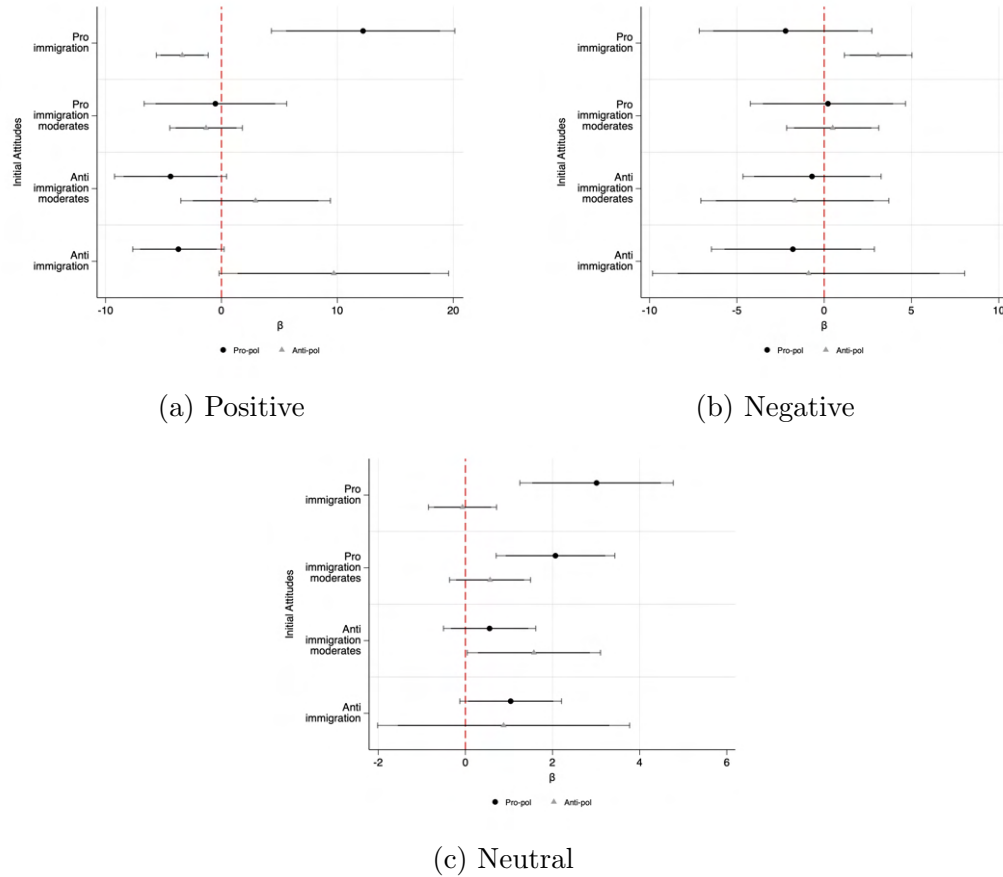 Initial Attitudes
Pro
immigration
Pro
immigration
moderates
Anti
immigration
moderates
Anti
immigration
-10 0 10 20
β
Pro-pol Anti-pol
(a) Positive
Initial Attitudes
Pro
immigration
Pro
immigration
moderates
Anti
immigration
moderates
Anti
immigration
-10 -5 0 5 10
β
Pro-pol Anti-pol
(b) Negative
Initial Attitudes
Pro
immigration
Pro
immigration
moderates
Anti
immigration
moderates
Anti
immigration
-2 0 2 4 6
β
Pro-pol Anti-pol
(c) Neutral